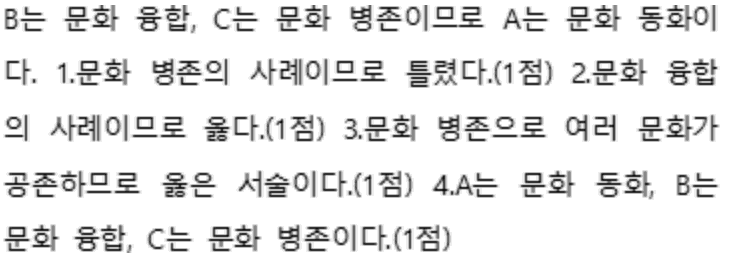 B는 문화 융합, C는 문화 병존이므로 A는 문화 동화이
다. 1.문화 병존의 사례이므로 틀렸다.(1점) 2.문화 융합
의 사례이므로 옳다.(1점) 3.문화 병존으로 여러 문화가
공존하므로 옳은 서술이다.(1점) 4.A는 문화 동화, B는
문화 융합, C는 문화 병존이다.(1점)